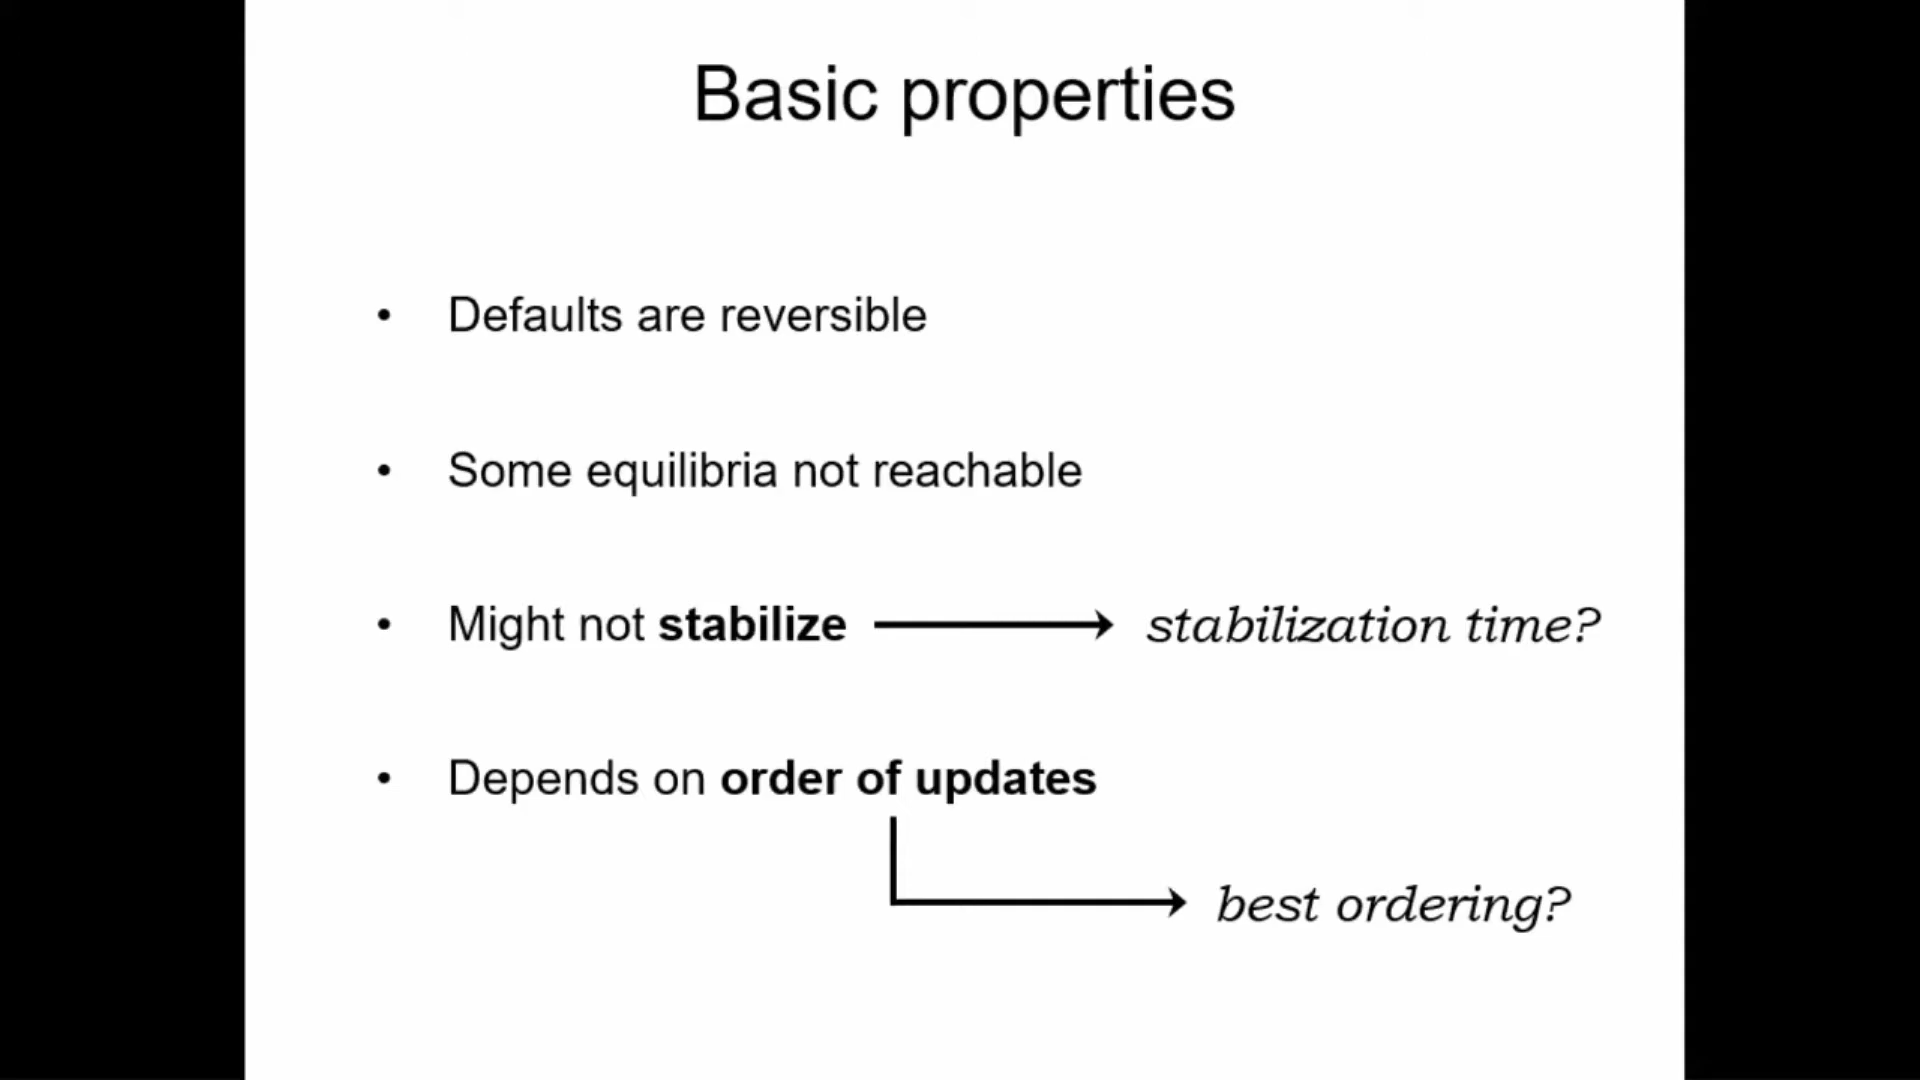 Basic properties
• Defaults are reversible
• Some equilibria not reachable
• Might not stabilize stabilization time?
• Depends on order of updates
best ordering?